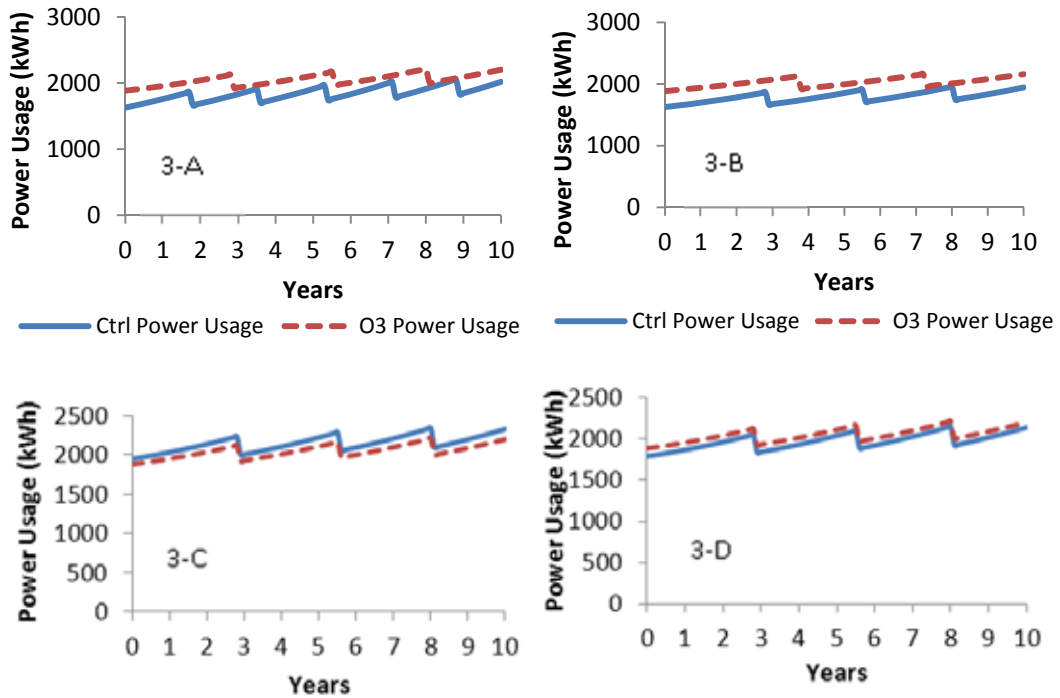 Power Usage (kWh)
3000
2000
1000
0
3-A
0 1 2 3 4 5 6 7 8 9 10
Years
Ctrl Power Usage O3 Power Usage
Power Usage (kWh)
3000
2000
1000
0
3-B
0 1 2 3 4 5 6 7 8 9 10
Years
Ctrl Power Usage O3 Power Usage
Power Usage (kWh)
2500
2000
1500
1000
500
0
3-C
0 1 2 3 4 5 6 7 8 9 10
Years
Power Usage (kWh)
2500
2000
1500
1000
500
0
3-D
0 1 2 3 4 5 6 7 8 9 10
Years